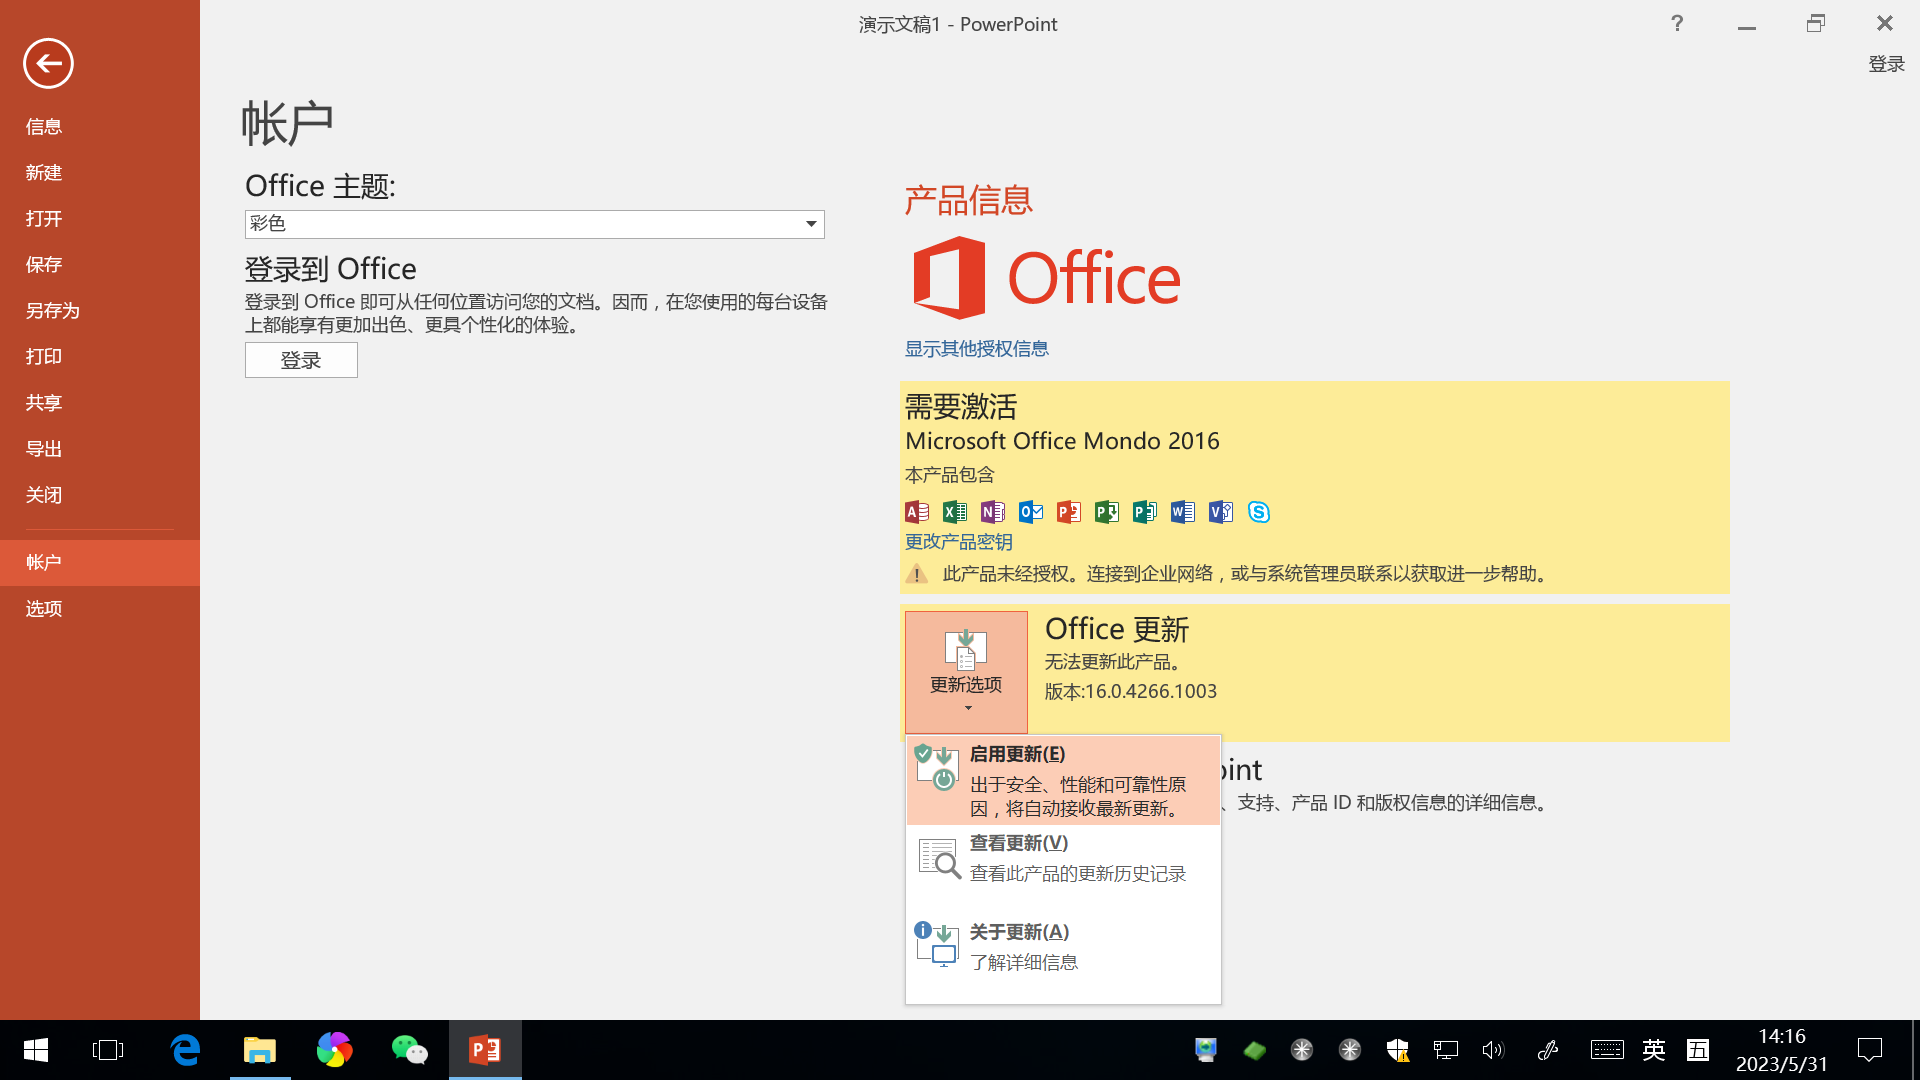 演示文稿1 - PowerPoint
?
登录
信息
新建
打开
保存
另存为
打印
共享
导出
关闭
帐户
选项
帐户
Office 主题:
彩色
登录到 Office
登录到 Office 即可从任何位置访问您的文档。因而，在您使用的每台设备
上都能享有更加出色、更具个性化的体验。
登录
产品信息
Office
显示其他授权信息
需要激活
Microsoft Office Mondo 2016
本产品包含
更改产品密钥
此产品未经授权。连接到企业网络，或与系统管理员联系以获取进一步帮助。
更新选项
Office 更新
无法更新此产品。
版本:16.0.4266.1003
启用更新(E)
出于安全、性能和可靠性原
因，将自动接收最新更新。
查看更新(V)
查看此产品的更新历史记录
关于更新(A)
了解详细信息
oint
、支持、产品 ID 和版权信息的详细信息。
英
五
14:16
2023/5/31